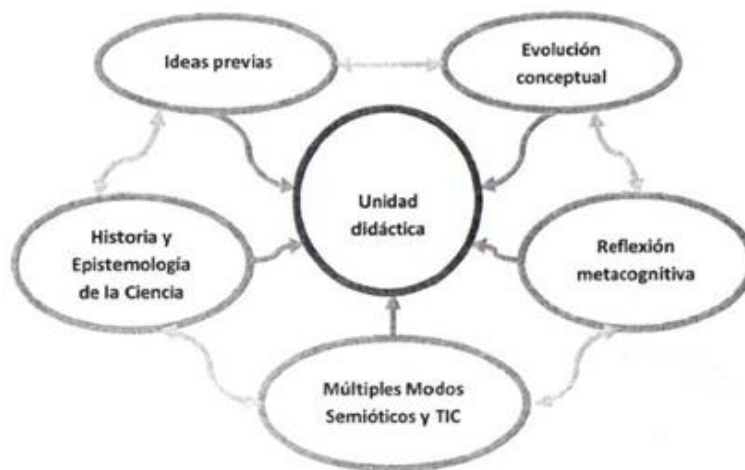 Ideas previas
Evolución
conceptual
Unidad
didáctica
Historia y
Epistemología
de la Ciencia
Reflexión
metacognitiva
Múltiples Modos
Semióticos y TIC